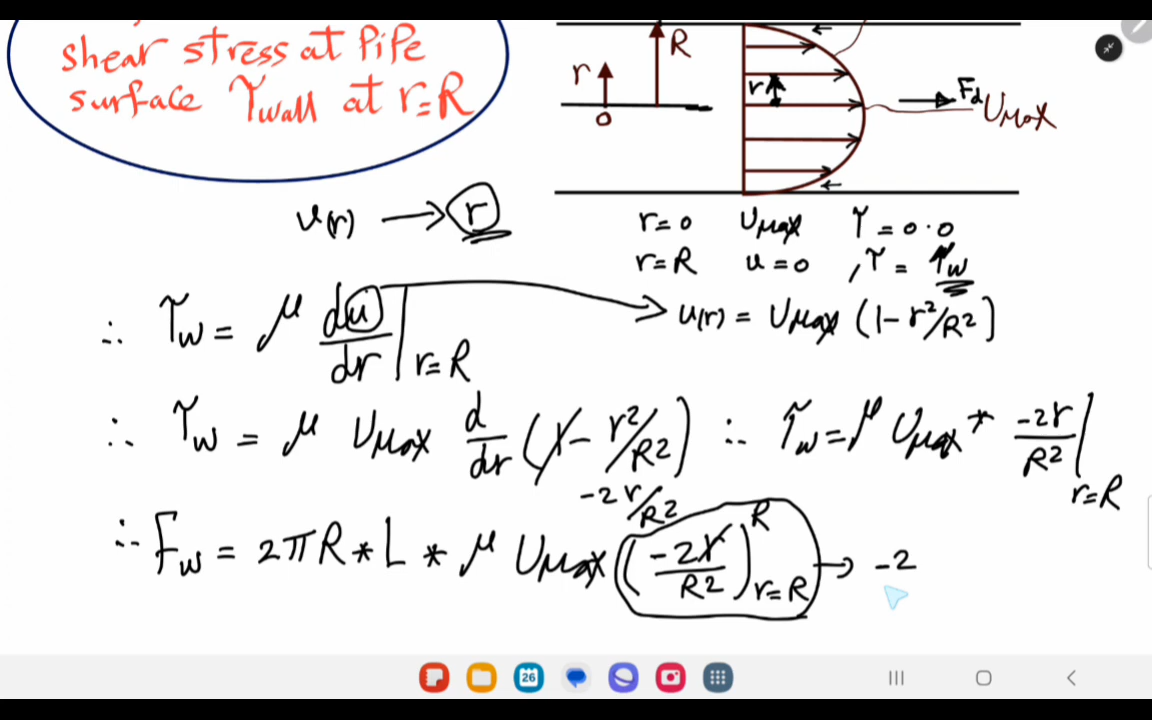 shear stress at Pipe
surface τwall at r=R
R
r
o
r
Fd
UMax
u(r) → r
r=0 UMax τ = 0.0
r=R u=0 , τ = τw
∴ τw = μ du/dr | r=R → u(r) = UMax (1- r²/R²)
∴ τw = μ UMax d/dr (1- r²/R²) ∴ τw = μ UMax * -2r/R² | r=R
-2 r/R²
∴ Fw = 2πR * L * μ UMax (-2r/R²) r=R → -2
R
26